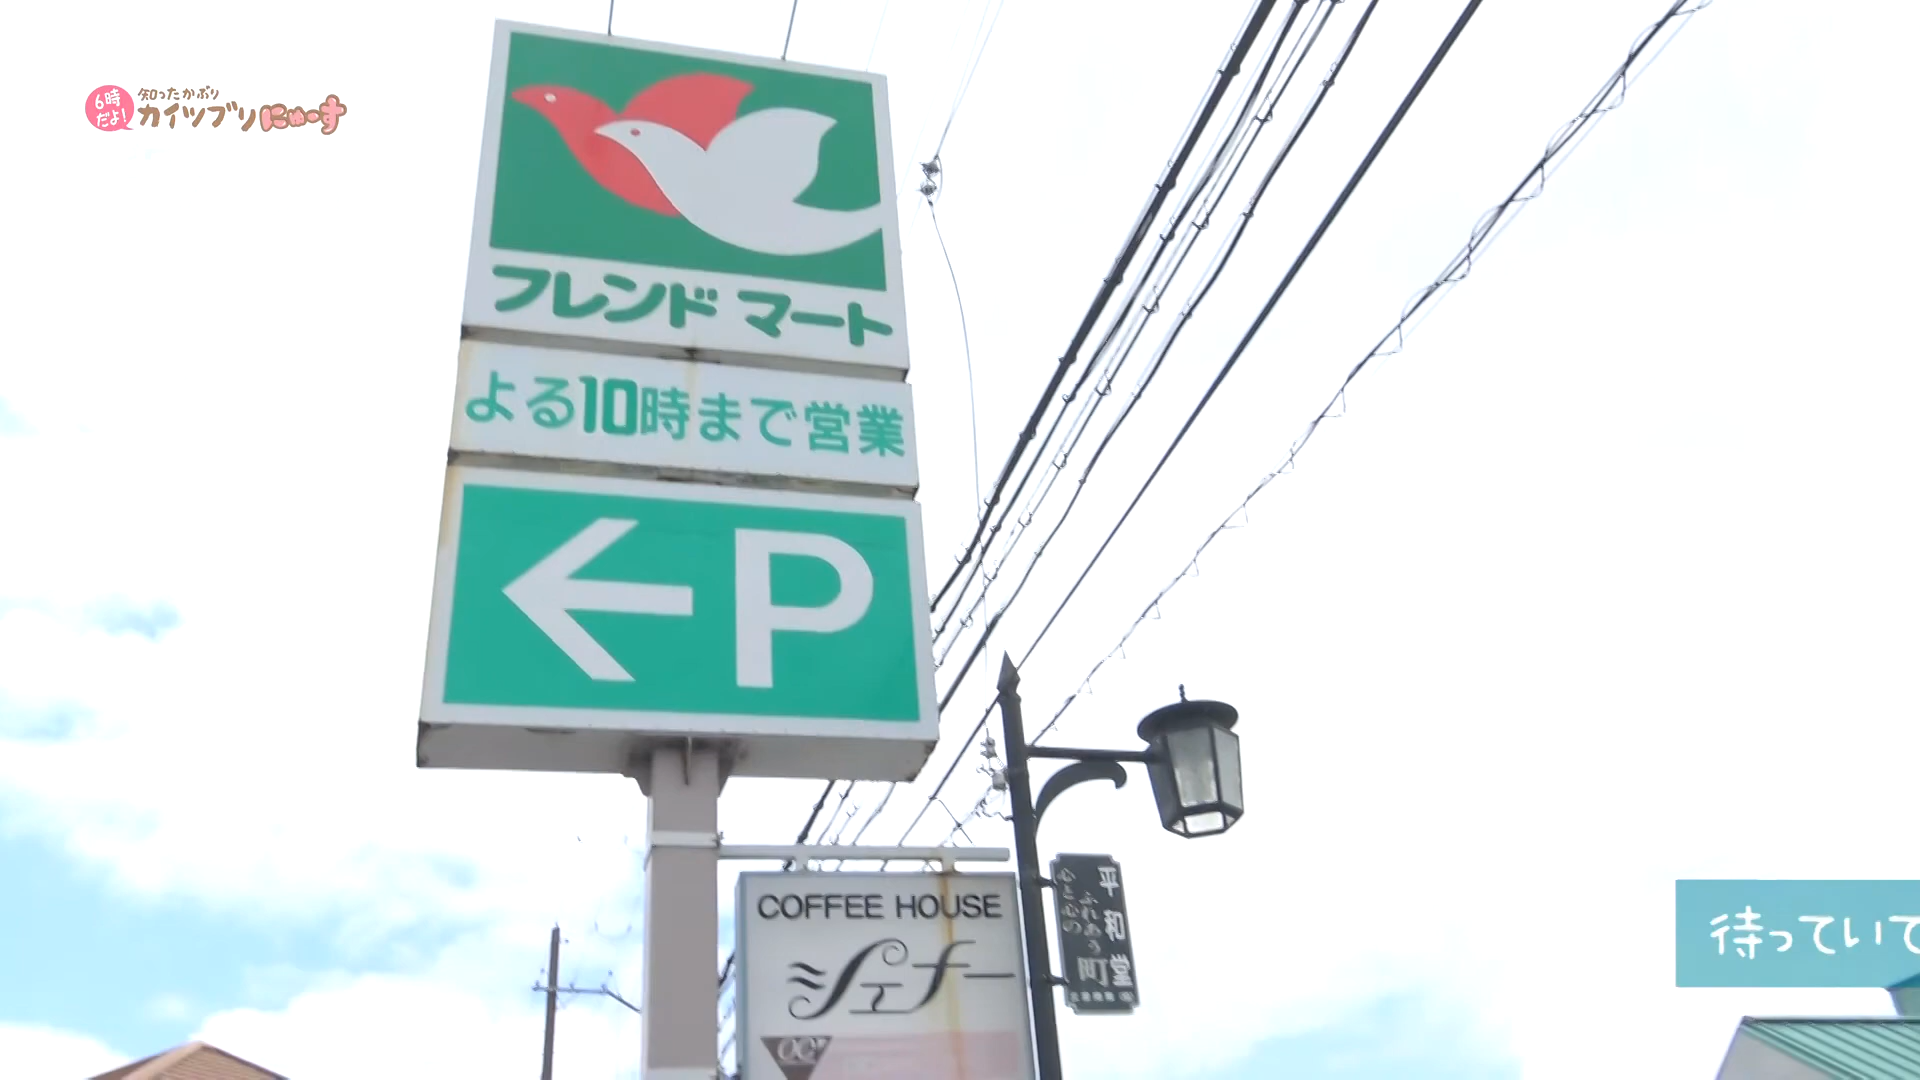 6時だよ!
知ったかぶり
カイツブリにゅーす
フレンドマート
よる10時まで営業
←P
COFFEE HOUSE
シェナー
平和堂
心と心の
ふれあう町
待っていて